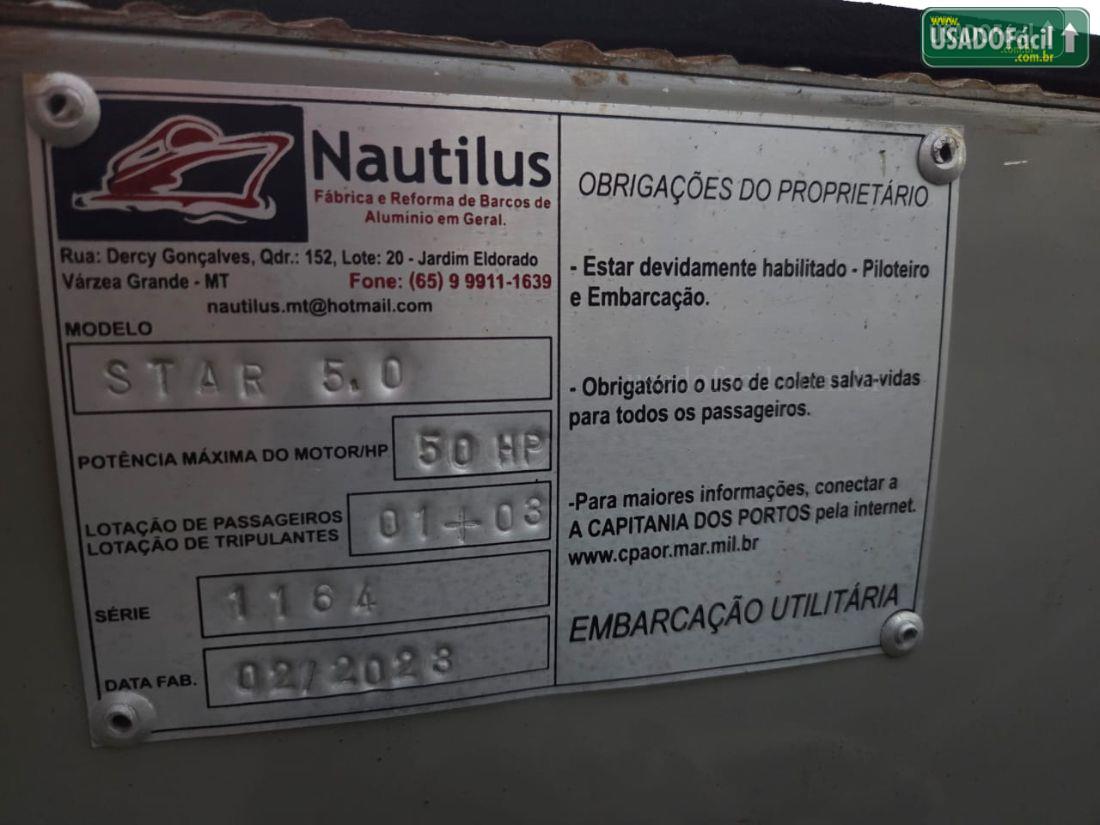 www.
USADOFácil
.com.br
Nautilus
Fábrica e Reforma de Barcos de
Alumínio em Geral.
Rua: Dercy Gonçalves, Qdr.: 152, Lote: 20 - Jardim Eldorado
Várzea Grande - MT Fone: (65) 9 9911-1639
nautilus.mt@hotmail.com
MODELO
STAR 5.0
POTÊNCIA MÁXIMA DO MOTOR/HP 50 HP
LOTAÇÃO DE PASSAGEIROS
LOTAÇÃO DE TRIPULANTES 01+03
SÉRIE 1164
DATA FAB. 02/2023
OBRIGAÇÕES DO PROPRIETÁRIO
- Estar devidamente habilitado - Piloteiro
e Embarcação.
- Obrigatório o uso de colete salva-vidas
para todos os passageiros.
-Para maiores informações, conectar a
A CAPITANIA DOS PORTOS pela internet.
www.cpaor.mar.mil.br
EMBARCAÇÃO UTILITÁRIA